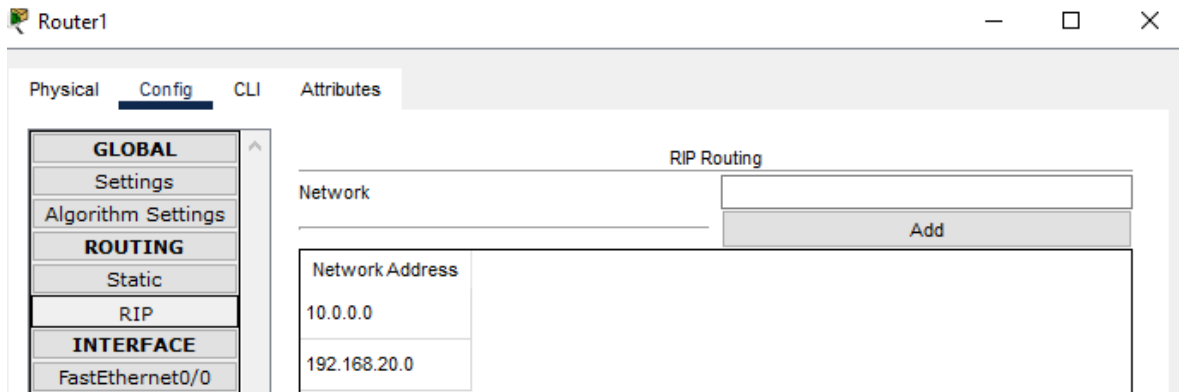 Router1
Physical Config CLI Attributes
GLOBAL
Settings
Algorithm Settings
ROUTING
Static
RIP
INTERFACE
FastEthernet0/0
RIP Routing
Network
Add
Network Address
10.0.0.0
192.168.20.0